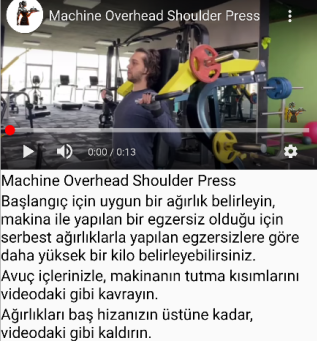 Machine Overhead Shoulder Press
0:00 / 0:13
Machine Overhead Shoulder Press
Başlangıç için uygun bir ağırlık belirleyin,
makina ile yapılan bir egzersiz olduğu için
serbest ağırlıklarla yapılan egzersizlere göre
daha yüksek bir kilo belirleyebilirsiniz.
Avuç içlerinizle, makinanın tutma kısımlarını
videodaki gibi kavrayın.
Ağırlıkları baş hizanızın üstüne kadar,
videodaki gibi kaldırın.